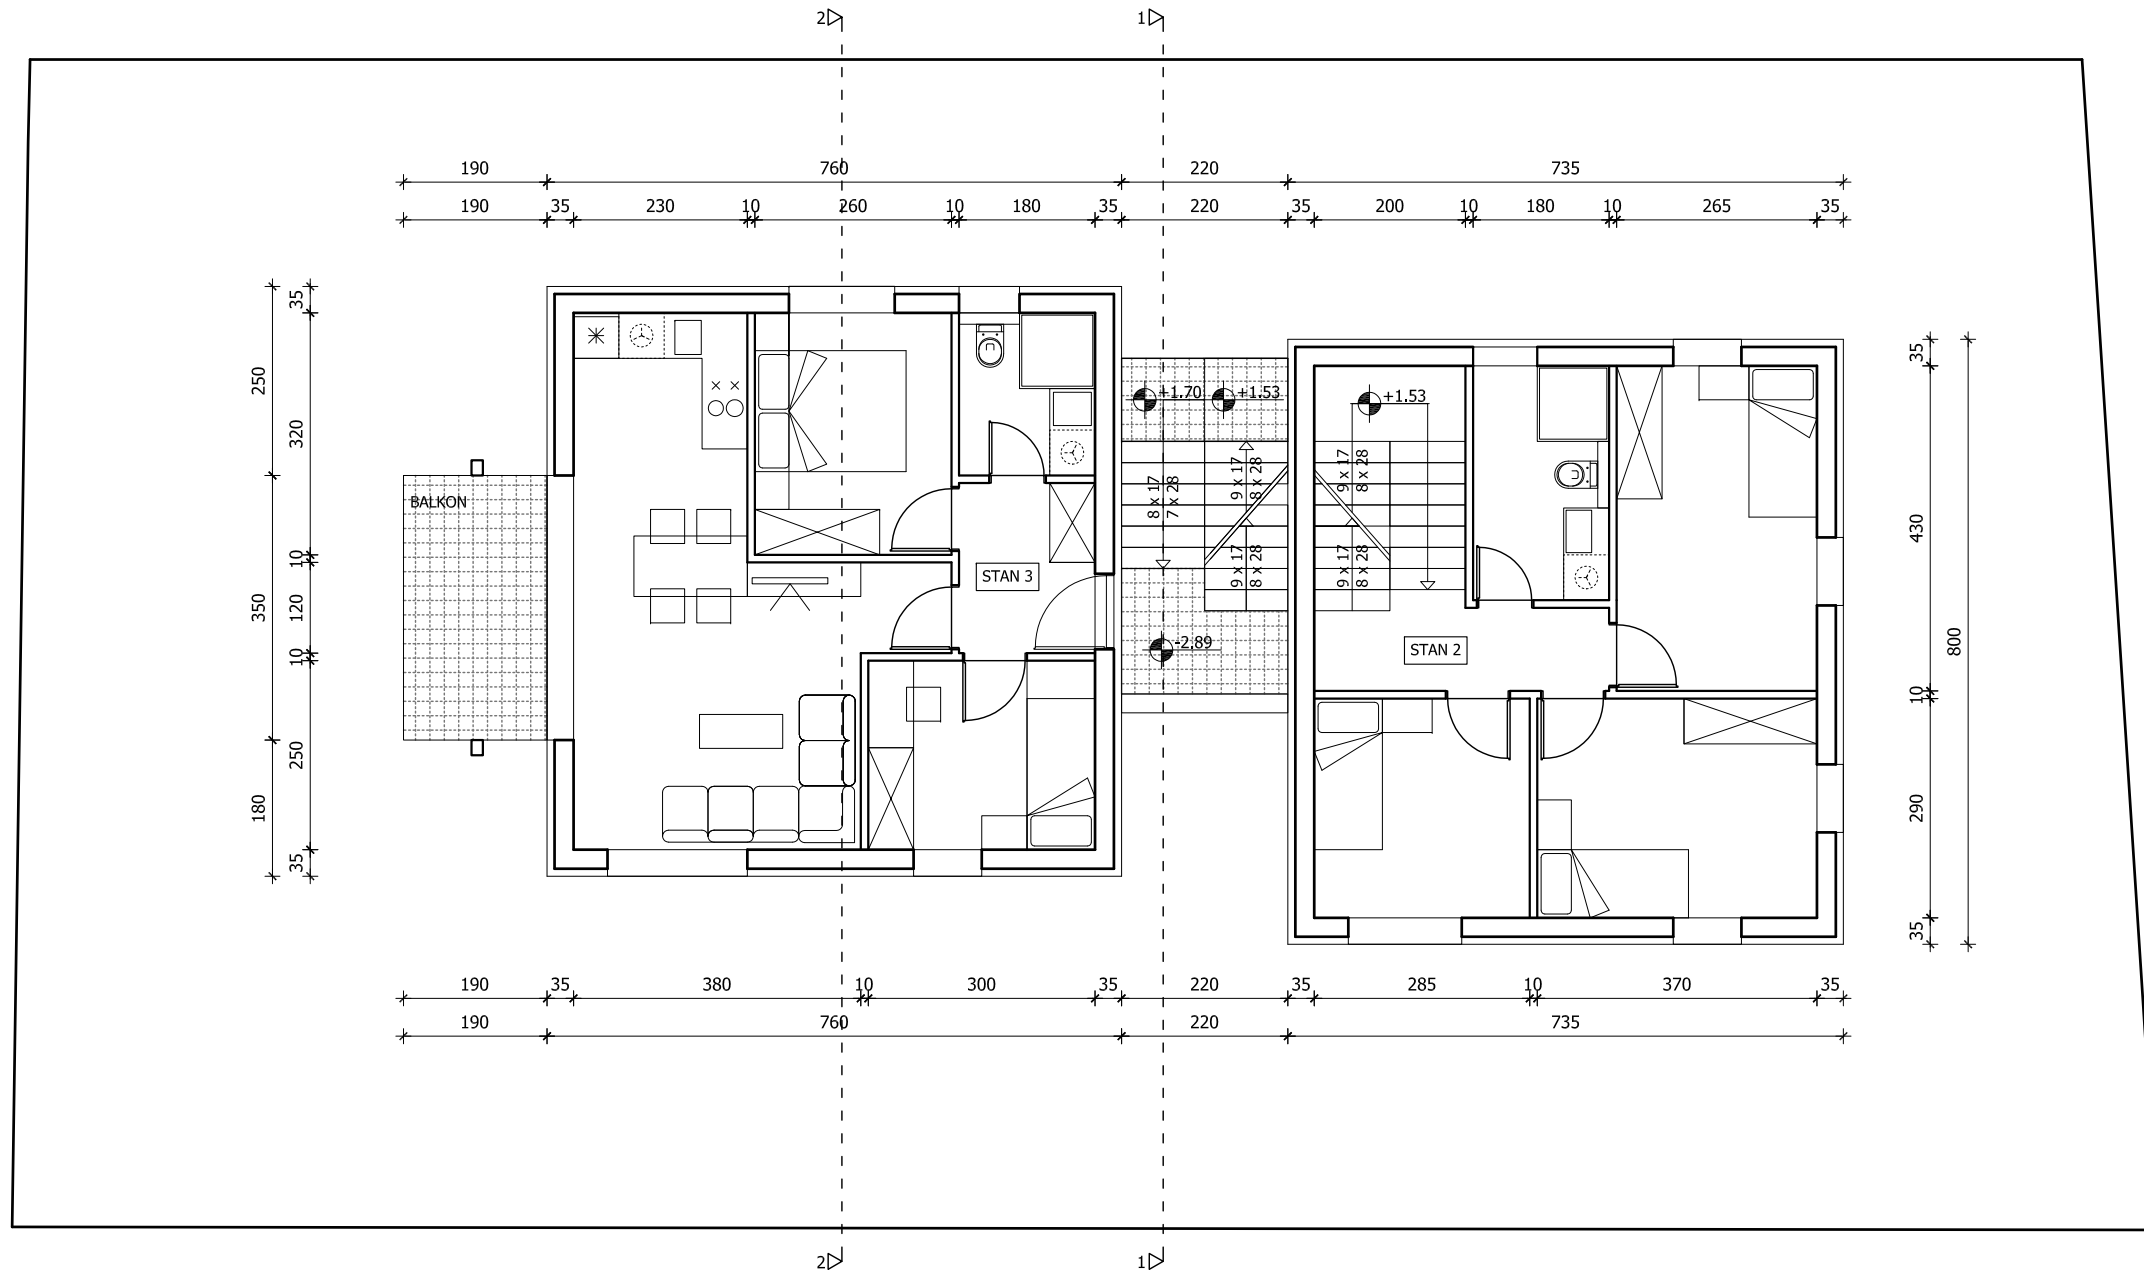 2 1
190 760 220 735
190 35 230 10 260 10 180 35 220 35 200 10 180 10 265 35
250 350 180
35 320 10 120 10 250 35
BALKON
STAN 3
+1.70 +1.53
8 x 17
7 x 28
9 x 17
8 x 28
9 x 17
8 x 28
-2.89
+1.53
9 x 17
8 x 28
9 x 17
8 x 28
STAN 2
35 430 10 290 35
800
190 35 380 10 300 35 220 35 285 10 370 35
190 760 220 735
2 1